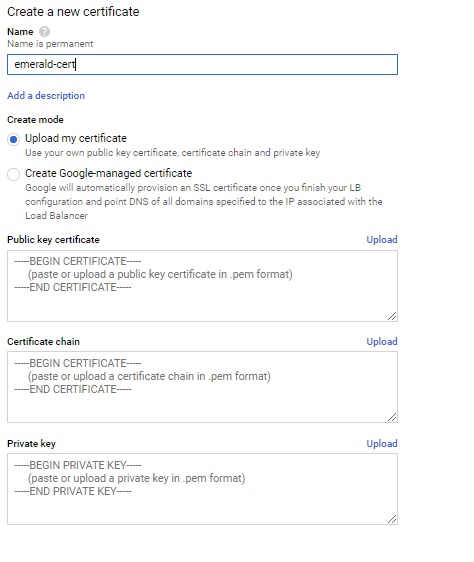 Create a new certificate
Name ?
Name is permanent
emerald-cert
Add a description
Create mode
Upload my certificate
Use your own public key certificate, certificate chain and private key
Create Google-managed certificate
Google will automatically provision an SSL certificate once you finish your LB
configuration and point DNS of all domains specified to the IP associated with the
Load Balancer
Public key certificate Upload
-----BEGIN CERTIFICATE-----
(paste or upload a public key certificate in .pem format)
-----END CERTIFICATE-----
Certificate chain Upload
-----BEGIN CERTIFICATE-----
(paste or upload a certificate chain in .pem format)
-----END CERTIFICATE-----
Private key Upload
-----BEGIN PRIVATE KEY-----
(paste or upload a private key in .pem format)
-----END PRIVATE KEY-----